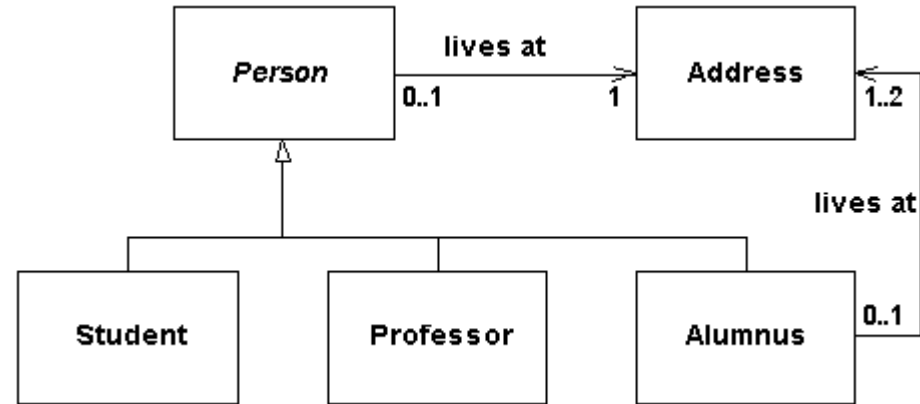 lives at
Person
Address
0..1
1
1..2
lives at
Student
Professor
Alumnus
0..1